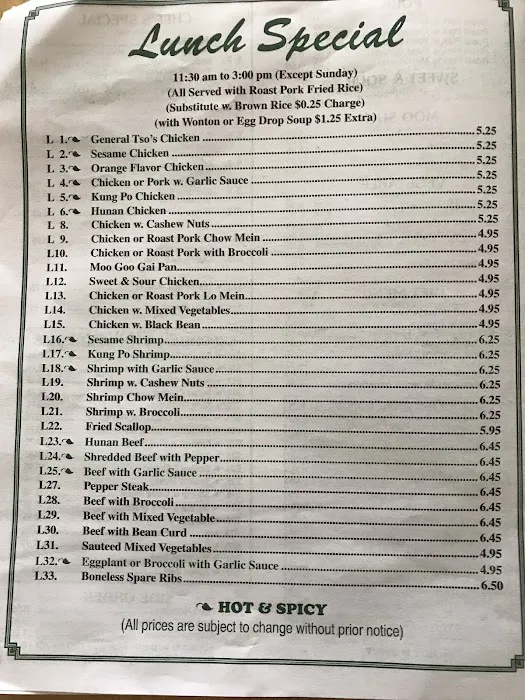 Lunch Special
11:30 am to 3:00 pm (Except Sunday)
(All Served with Roast Pork Fried Rice)
(Substitute w. Brown Rice $0.25 Charge)
(with Wonton or Egg Drop Soup $1.25 Extra)
L 1. General Tso's Chicken 5.25
L 2. Sesame Chicken 5.25
L 3. Orange Flavor Chicken 5.25
L 4. Chicken or Pork w. Garlic Sauce 5.25
L 5. Kung Po Chicken 5.25
L 6. Hunan Chicken 5.25
L 8. Chicken w. Cashew Nuts 5.25
L 9. Chicken or Roast Pork Chow Mein 4.95
L10. Chicken or Roast Pork with Broccoli 4.95
L11. Moo Goo Gai Pan 4.95
L12. Sweet & Sour Chicken 4.95
L13. Chicken or Roast Pork Lo Mein 4.95
L14. Chicken w. Mixed Vegetables 4.95
L15. Chicken w. Black Bean 4.95
L16. Sesame Shrimp 6.25
L17. Kung Po Shrimp 6.25
L18. Shrimp with Garlic Sauce 6.25
L19. Shrimp w. Cashew Nuts 6.25
L20. Shrimp Chow Mein 6.25
L21. Shrimp w. Broccoli 6.25
L22. Fried Scallop 5.95
L23. Hunan Beef 6.45
L24. Shredded Beef with Pepper 6.45
L25. Beef with Garlic Sauce 6.45
L27. Pepper Steak 6.45
L28. Beef with Broccoli 6.45
L29. Beef with Mixed Vegetable 6.45
L30. Beef with Bean Curd 6.45
L31. Sauteed Mixed Vegetables 4.95
L32. Eggplant or Broccoli with Garlic Sauce 4.95
L33. Boneless Spare Ribs 6.50
HOT & SPICY
(All prices are subject to change without prior notice)